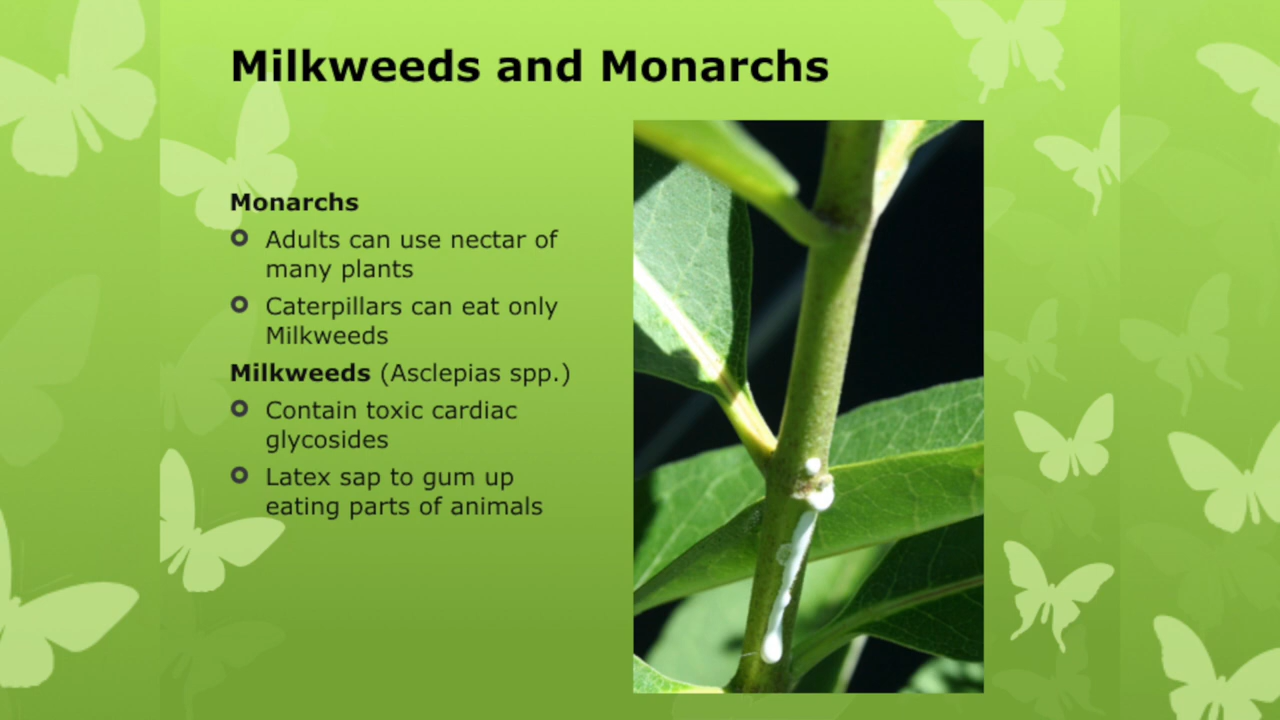 Milkweeds and Monarchs
Monarchs
Adults can use nectar of
many plants
Caterpillars can eat only
Milkweeds
Milkweeds (Asclepias spp.)
Contain toxic cardiac
glycosides
Latex sap to gum up
eating parts of animals